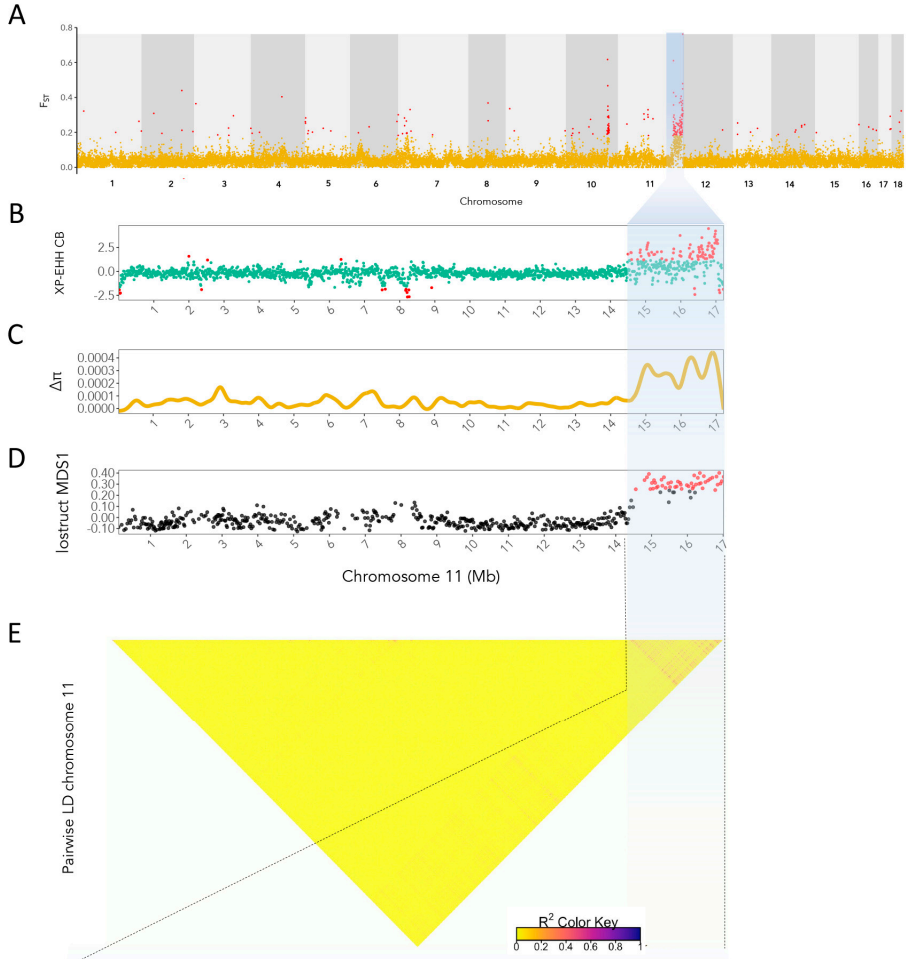 A
0.8
0.6
0.4
0.2
0.0
F_ST
1 2 3 4 5 6 7 8 9 10 11 12 13 14 15 16 17 18
Chromosome
B
XP-EHH CB
2.5
0.0
-2.5
1 2 3 4 5 6 7 8 9 10 11 12 13 14 15 16 17
C
Δπ
0.0004
0.0003
0.0002
0.0001
0.0000
1 2 3 4 5 6 7 8 9 10 11 12 13 14 15 16 17
D
lostruct MDS1
0.40
0.30
0.20
0.10
0.00
-0.10
1 2 3 4 5 6 7 8 9 10 11 12 13 14 15 16 17
Chromosome 11 (Mb)
E
Pairwise LD chromosome 11
R² Color Key
0 0.2 0.4 0.6 0.8 1